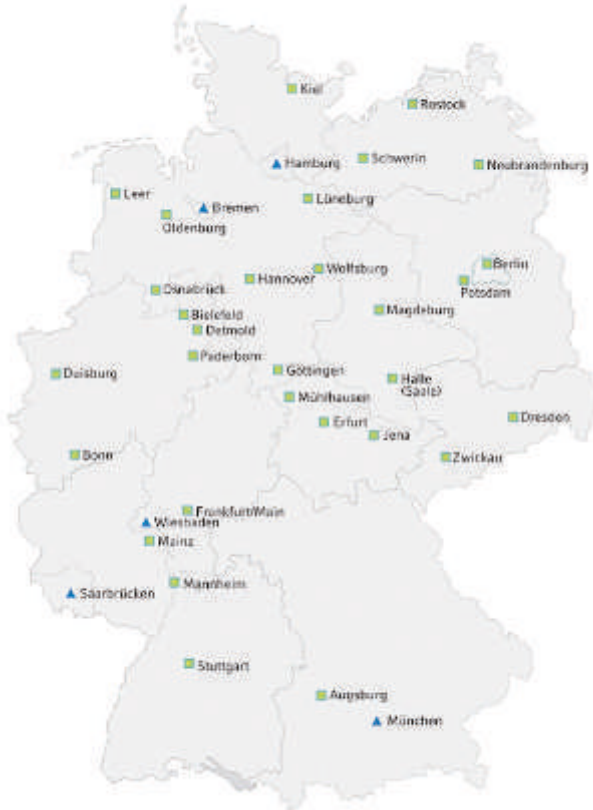 Kiel
Rostock
Hamburg
Schwerin
Neubrandenburg
Leer
Bremen
Lüneburg
Oldenburg
Wolfsburg
Berlin
Hannover
Potsdam
Osnabrück
Magdeburg
Bielefeld
Detmold
Paderborn
Göttingen
Duisburg
Halle
(Saale)
Mühlhausen
Dresden
Erfurt
Jena
Bonn
Zwickau
Frankfurt/Main
Wiesbaden
Mainz
Mannheim
Saarbrücken
Stuttgart
Augsburg
München